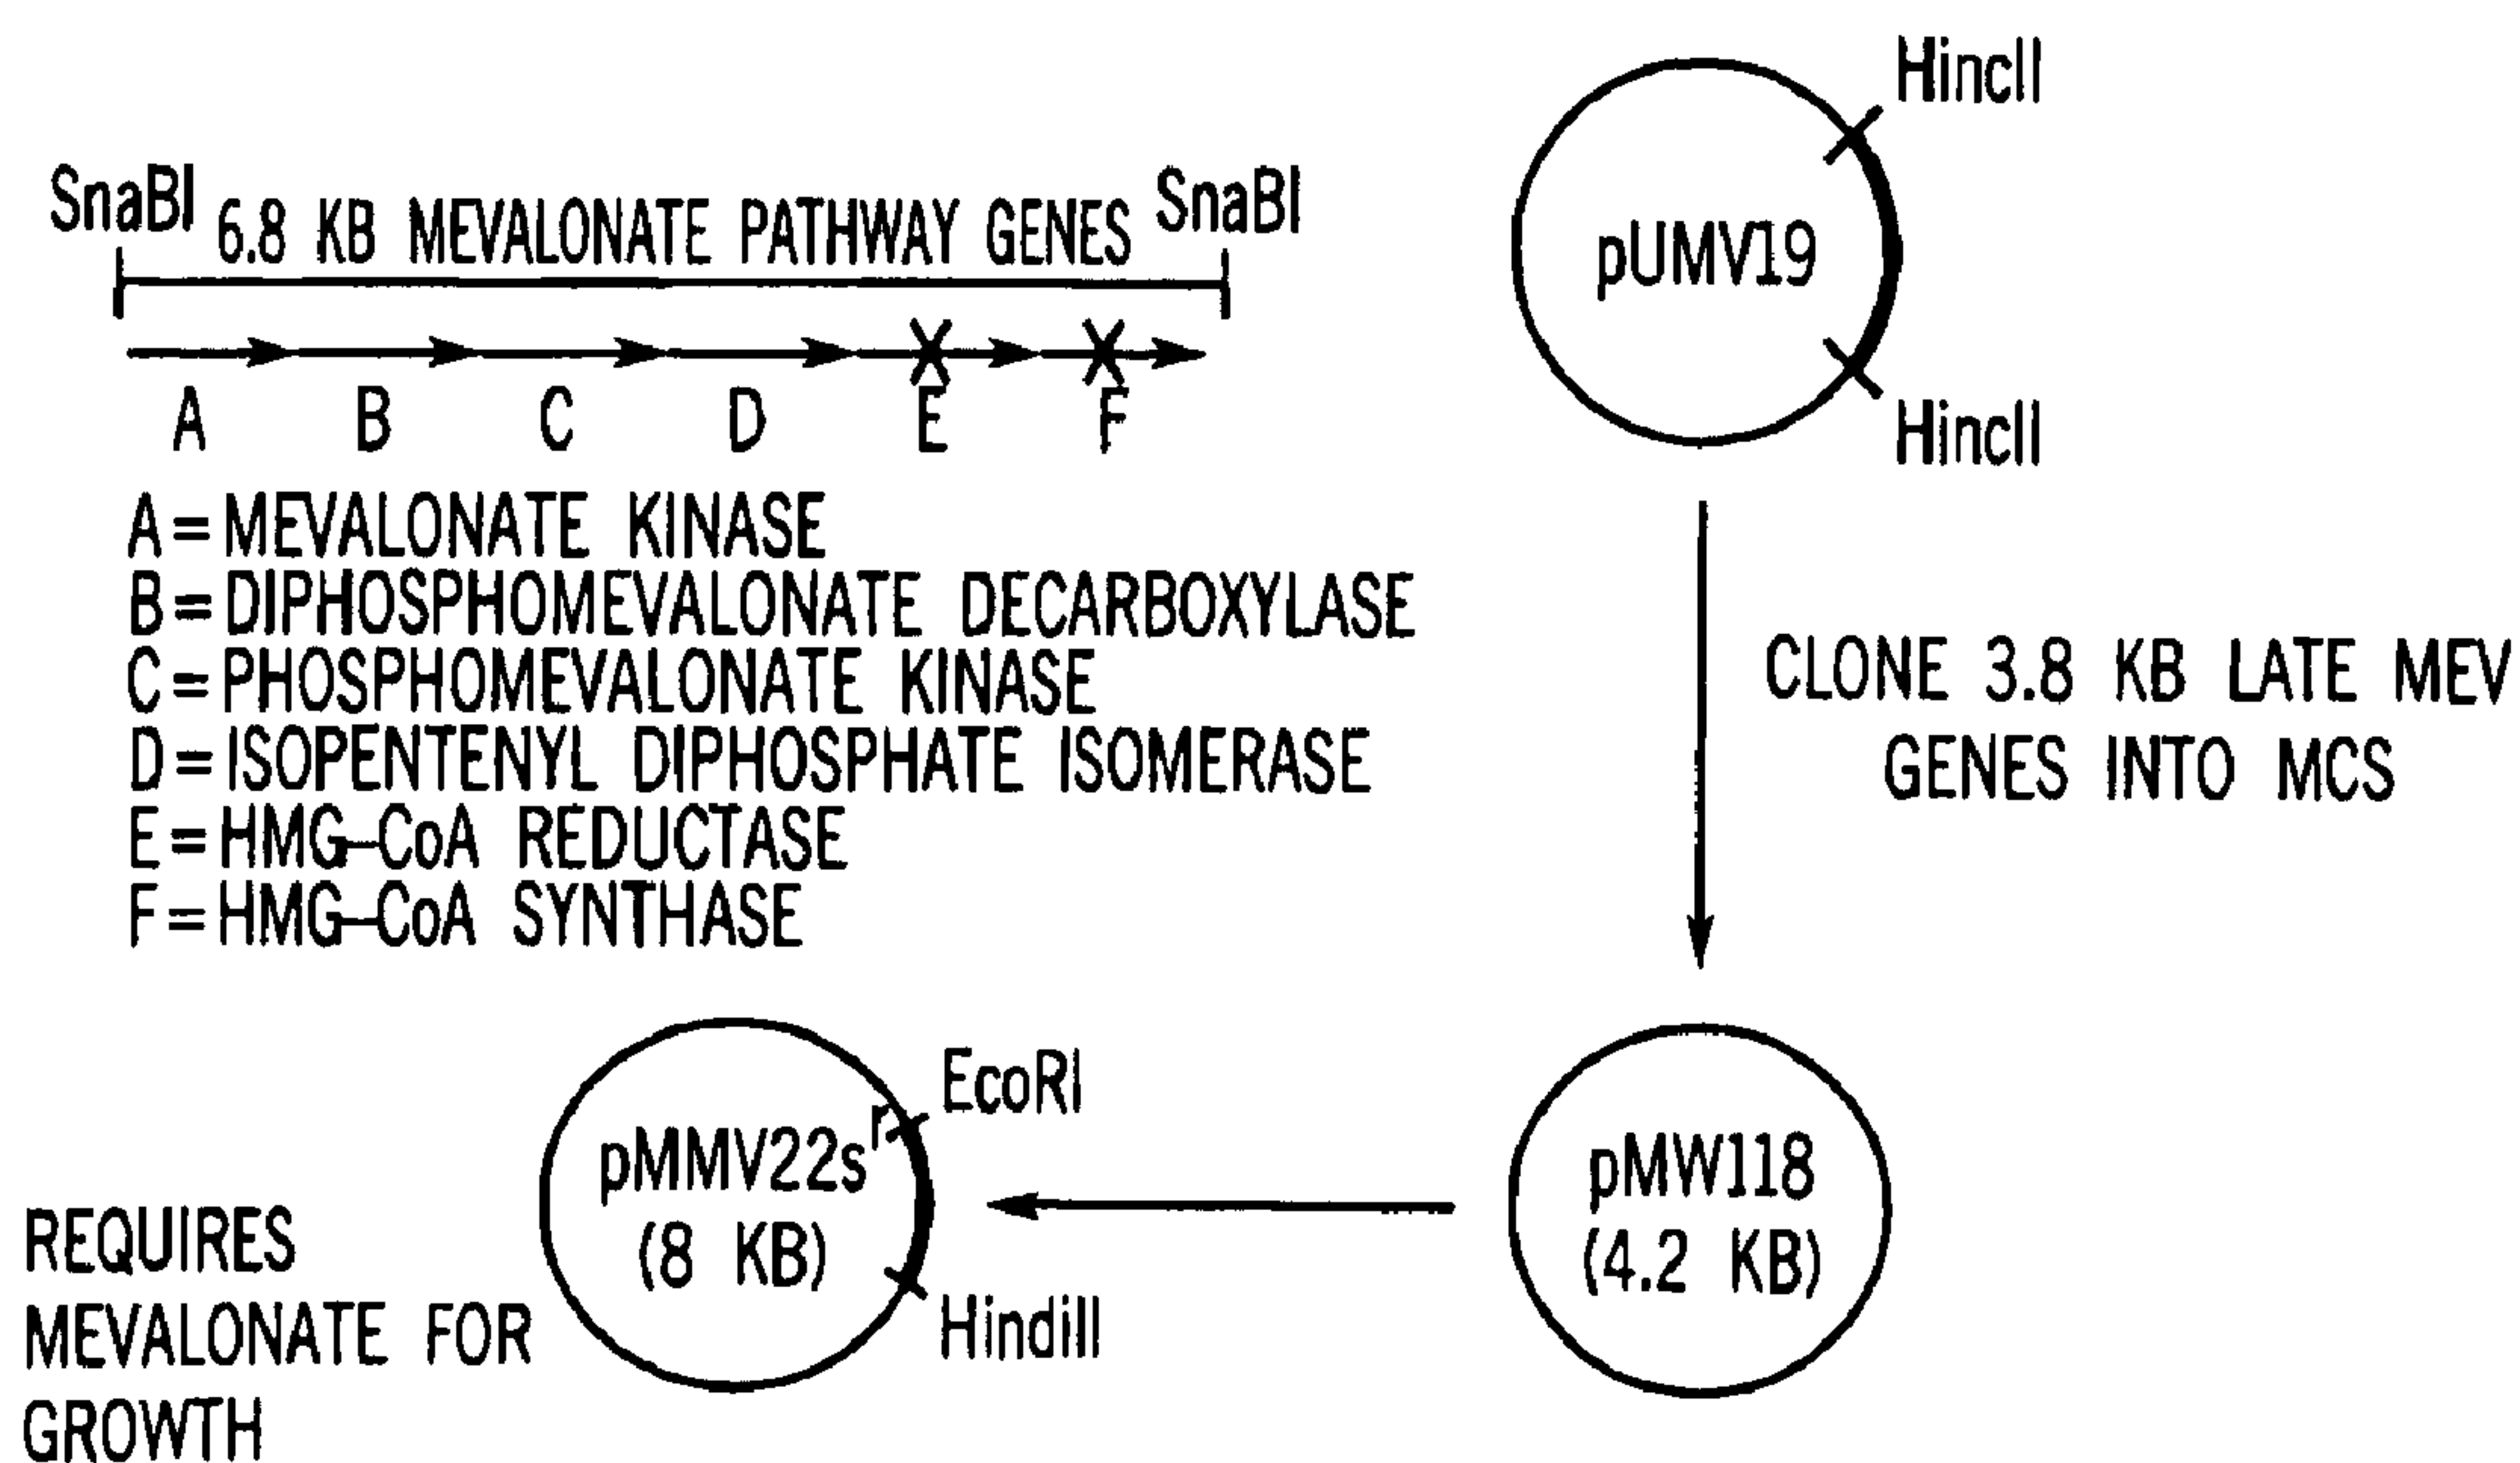 SnaBI
6.8 KB MEVALONATE PATHWAY GENES
SnaBI
A B C D E F
A = MEVALONATE KINASE
B = DIPHOSPHOMEVALONATE DECARBOXYLASE
C = PHOSPHOMEVALONATE KINASE
D = ISOPENTENYL DIPHOSPHATE ISOMERASE
E = HMG-CoA REDUCTASE
F = HMG-CoA SYNTHASE
HincII
pUMV19
HincII
CLONE 3.8 KB LATE MEV
GENES INTO MCS
pMW118
(4.2 KB)
EcoRI
pMMV22s
(8 KB)
HindIII
REQUIRES
MEVALONATE FOR
GROWTH